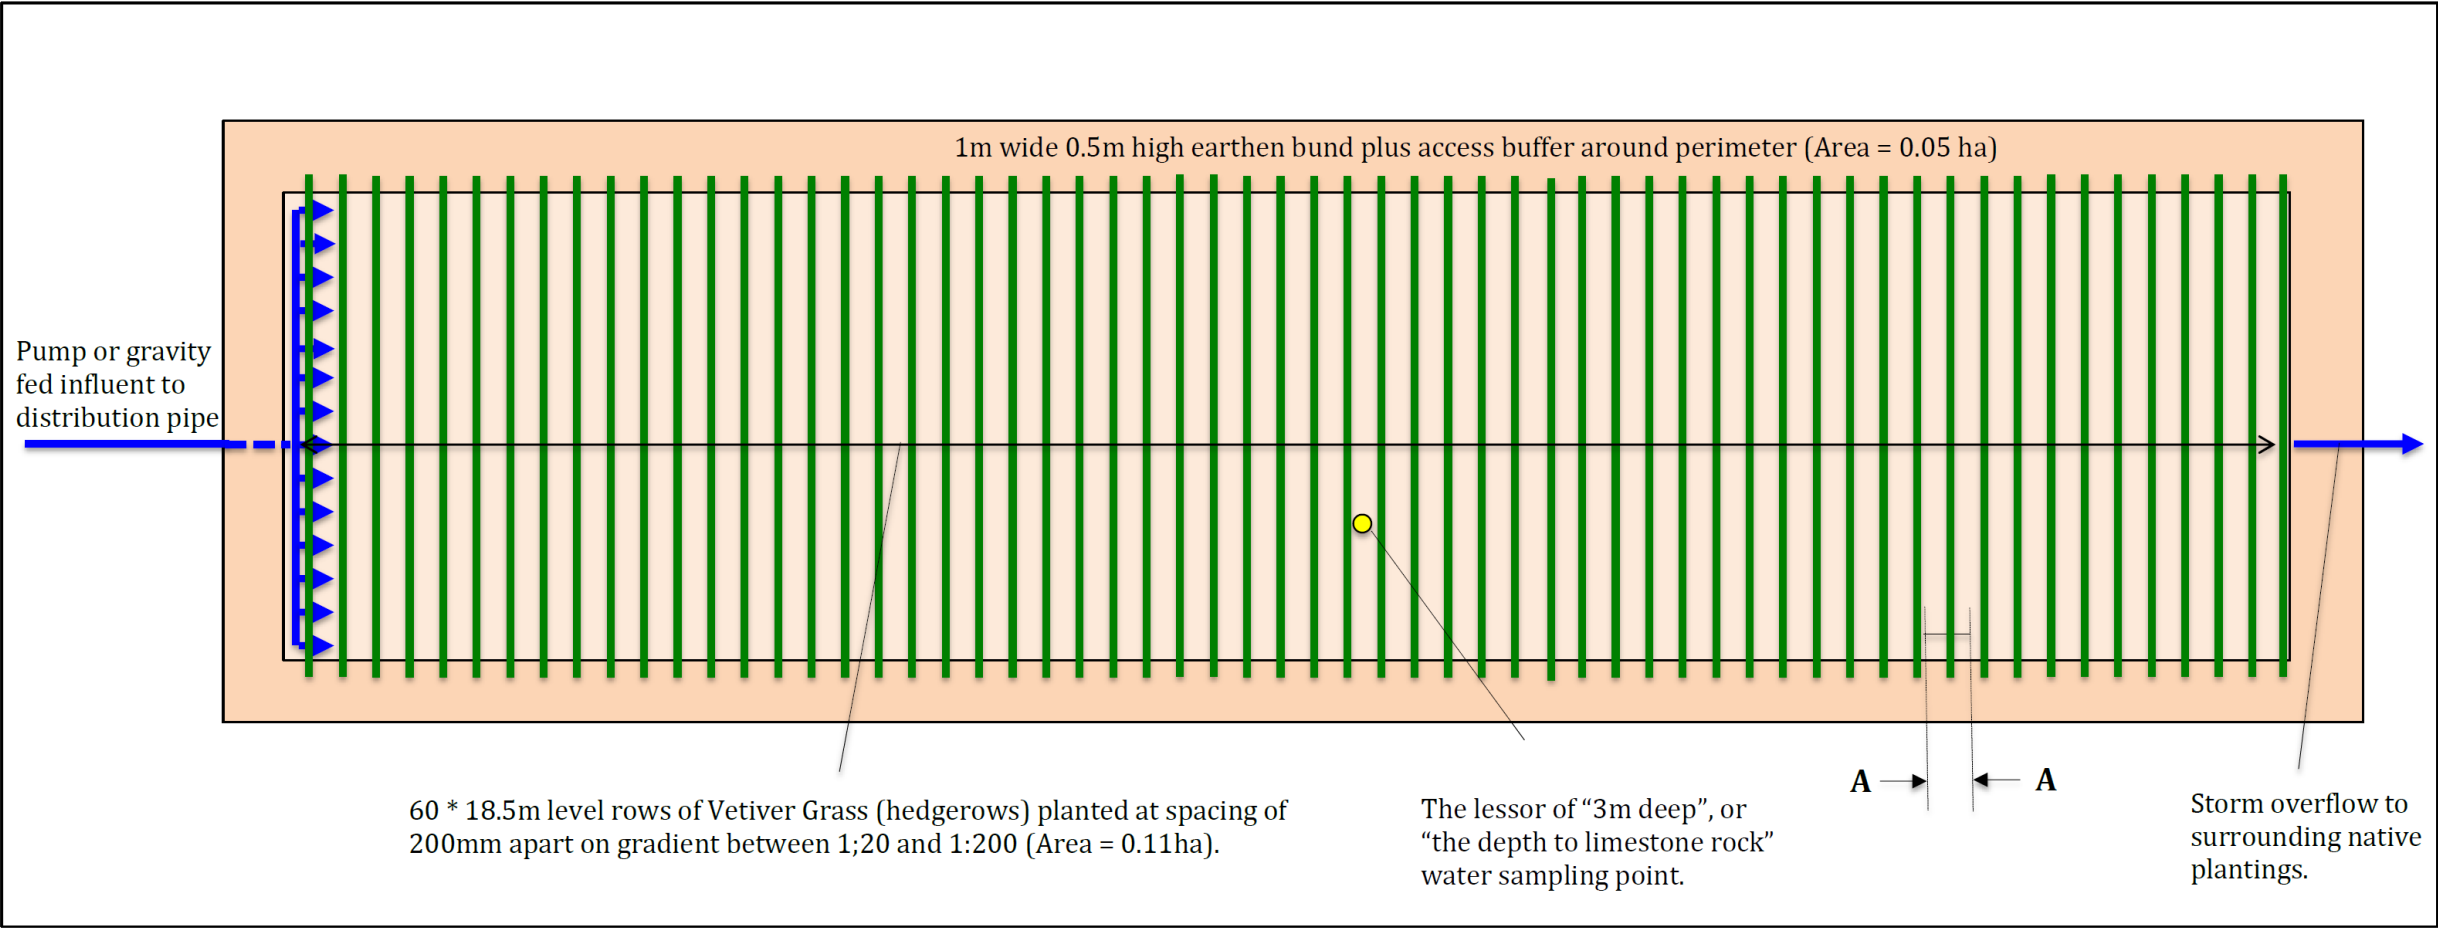 1m wide 0.5m high earthen bund plus access buffer around perimeter (Area = 0.05 ha)
Pump or gravity
fed influent to
distribution pipe
60 * 18.5m level rows of Vetiver Grass (hedgerows) planted at spacing of
200mm apart on gradient between 1;20 and 1:200 (Area = 0.11ha).
The lessor of “3m deep”, or
“the depth to limestone rock”
water sampling point.
A
A
Storm overflow to
surrounding native
plantings.